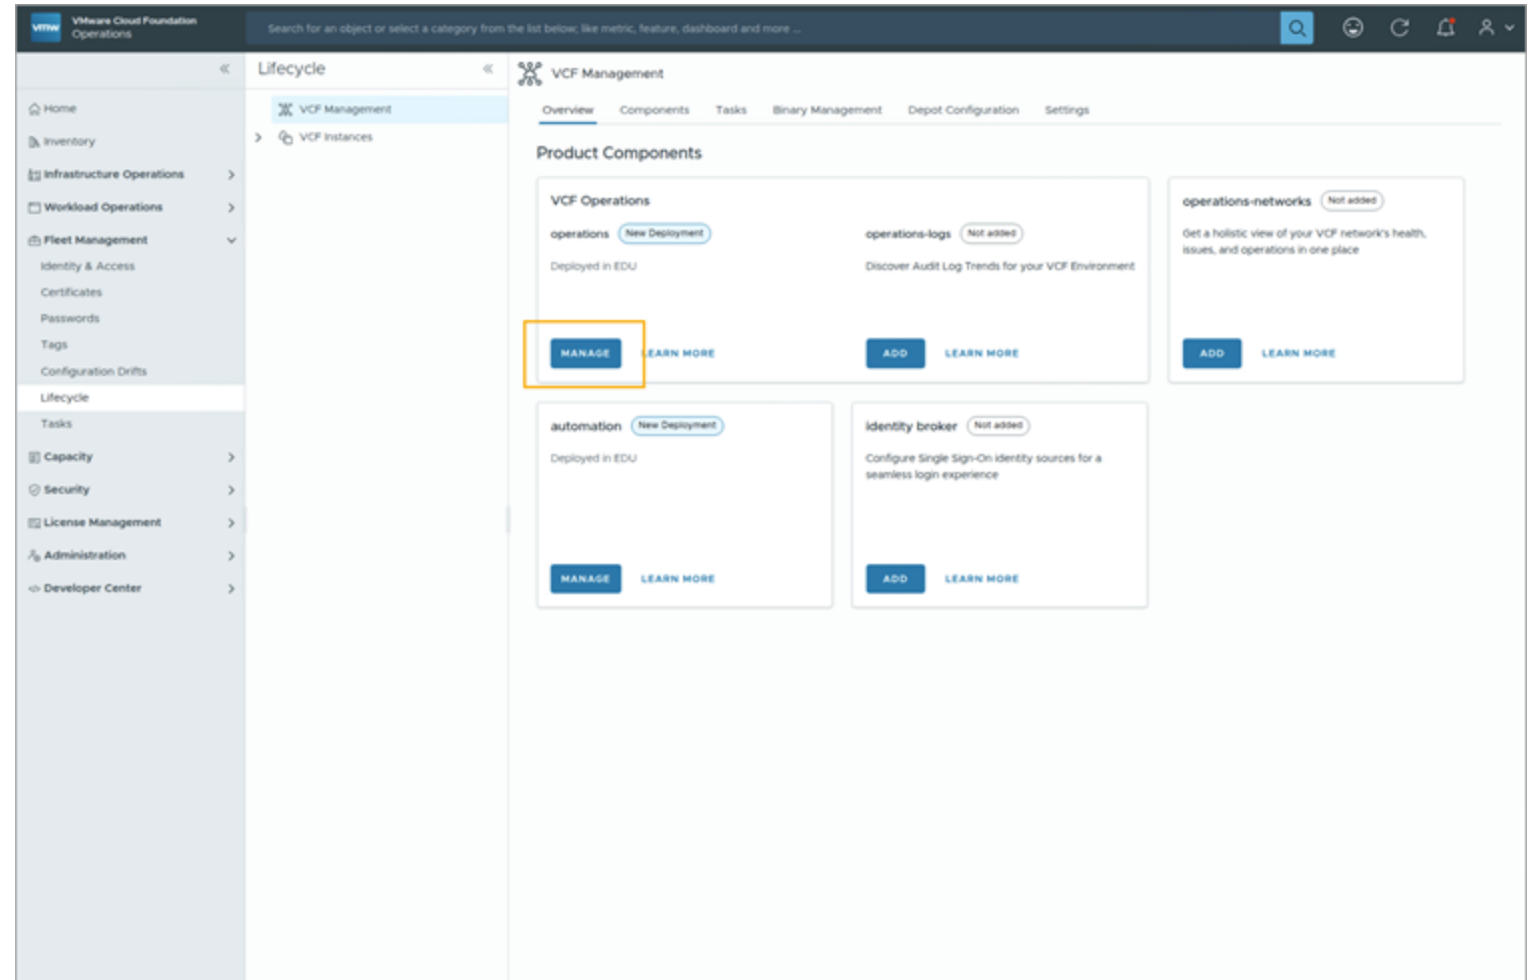 vmw
VMware Cloud Foundation
Operations
Search for an object or select a category from the list below; like metric, feature, dashboard and more ...
Home
Inventory
Infrastructure Operations
Workload Operations
Fleet Management
Identity & Access
Certificates
Passwords
Tags
Configuration Drifts
Lifecycle
Tasks
Capacity
Security
License Management
Administration
Developer Center
Lifecycle
VCF Management
VCF Instances
VCF Management
Overview Components Tasks Binary Management Depot Configuration Settings
Product Components
VCF Operations
operations New Deployment
Deployed in EDU
MANAGE LEARN MORE
operations-logs Not added
Discover Audit Log Trends for your VCF Environment
ADD LEARN MORE
operations-networks Not added
Get a holistic view of your VCF network's health,
issues, and operations in one place
ADD LEARN MORE
automation New Deployment
Deployed in EDU
MANAGE LEARN MORE
identity broker Not added
Configure Single Sign-On identity sources for a
seamless login experience
ADD LEARN MORE